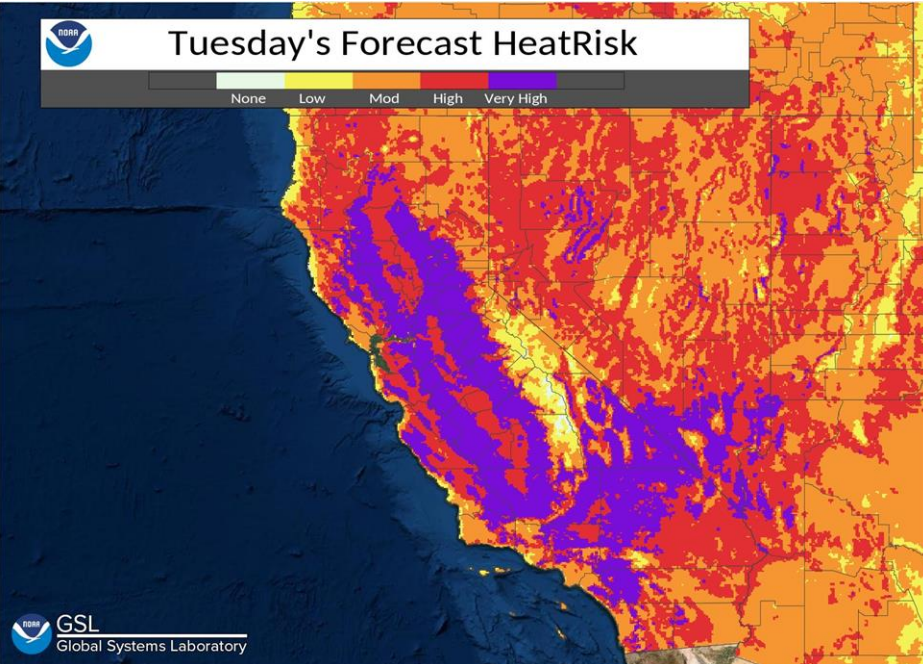 NOAA
Tuesday's Forecast HeatRisk
None Low Mod High Very High
NOAA
GSL
Global Systems Laboratory